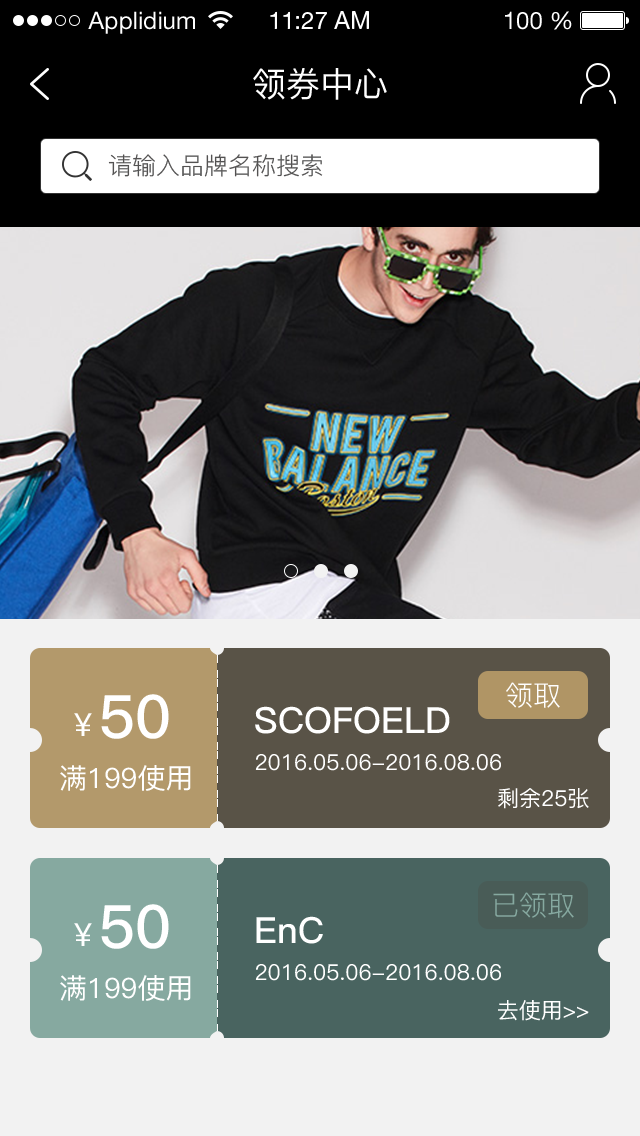 Applidium 11:27 AM 100 %
领券中心
请输入品牌名称搜索
NEW
BALANCE
Boston
领取
¥ 50
SCOFOELD
2016.05.06-2016.08.06
满199使用
剩余25张
已领取
¥ 50
EnC
2016.05.06-2016.08.06
满199使用
去使用>>